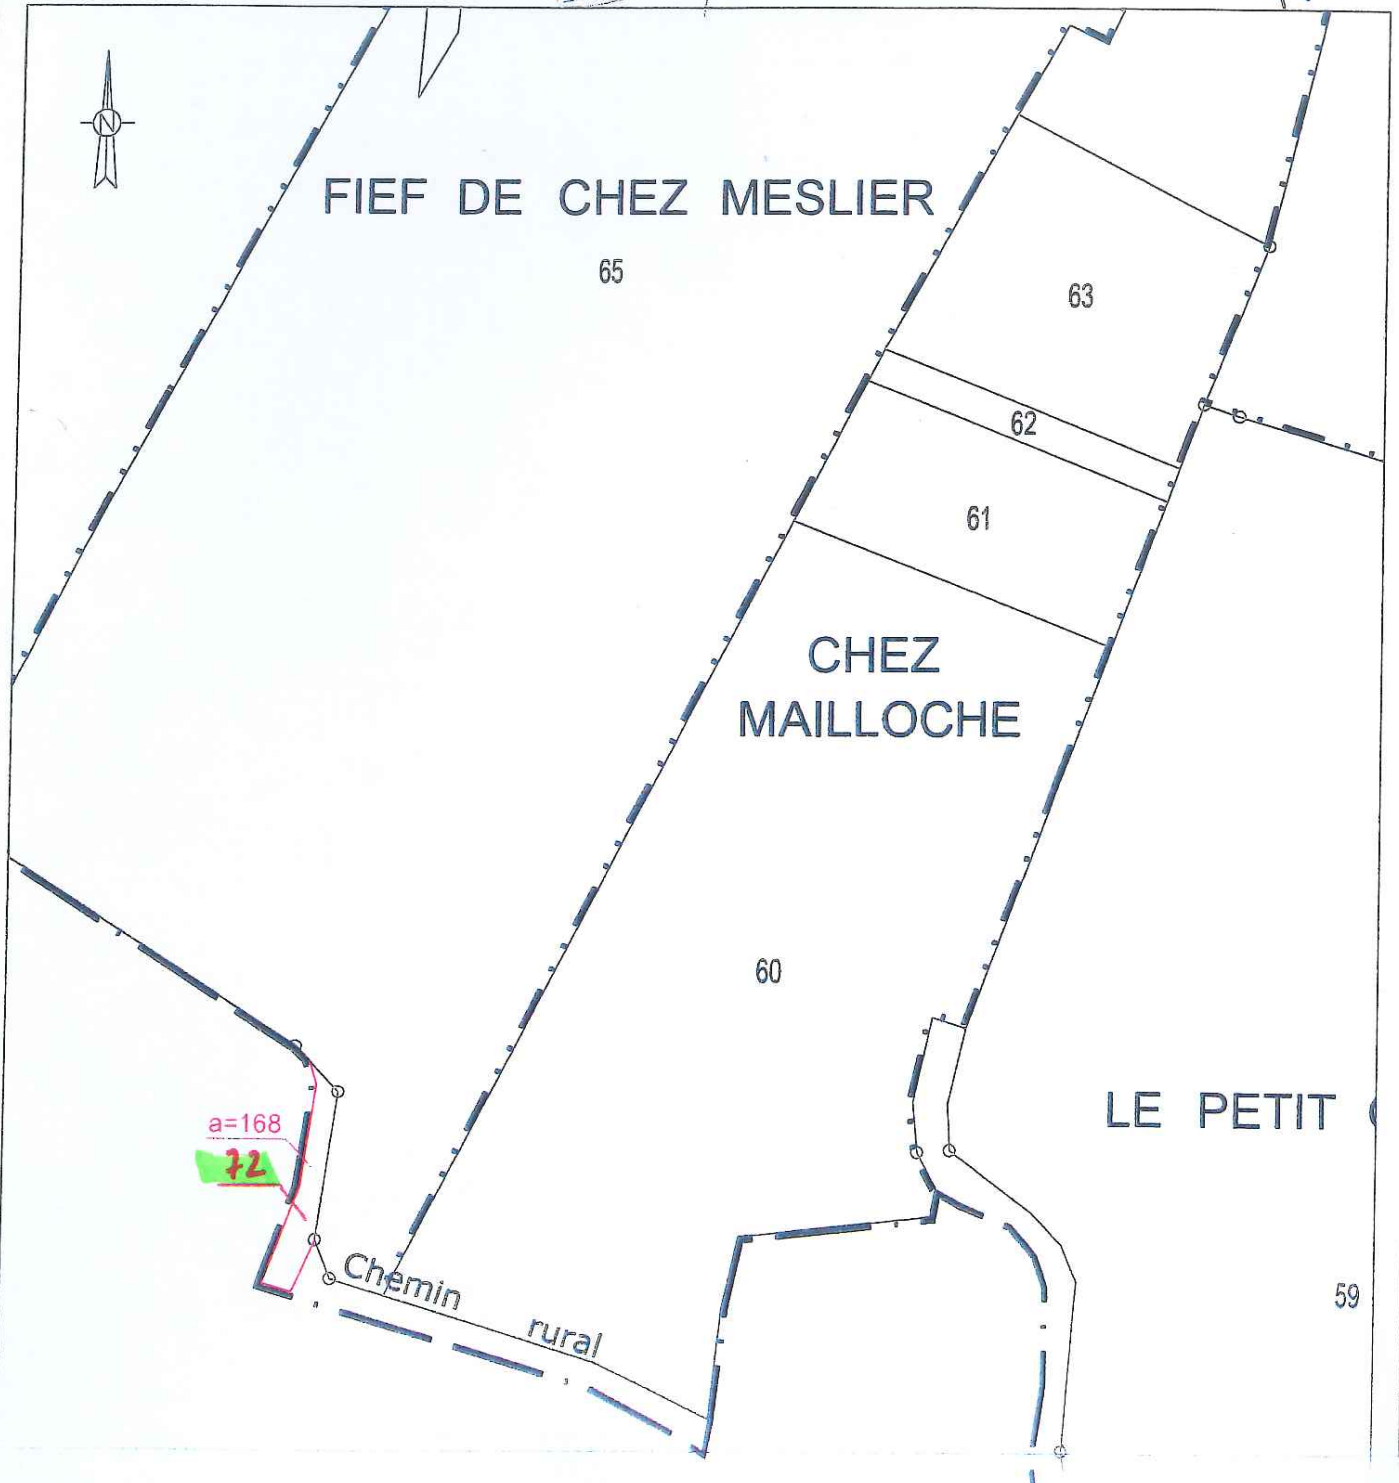 N
FIEF DE CHEZ MESLIER
65
63
62
61
CHEZ
MAILLOCHE
60
LE PETIT
a=168
72
59
Chemin
rural